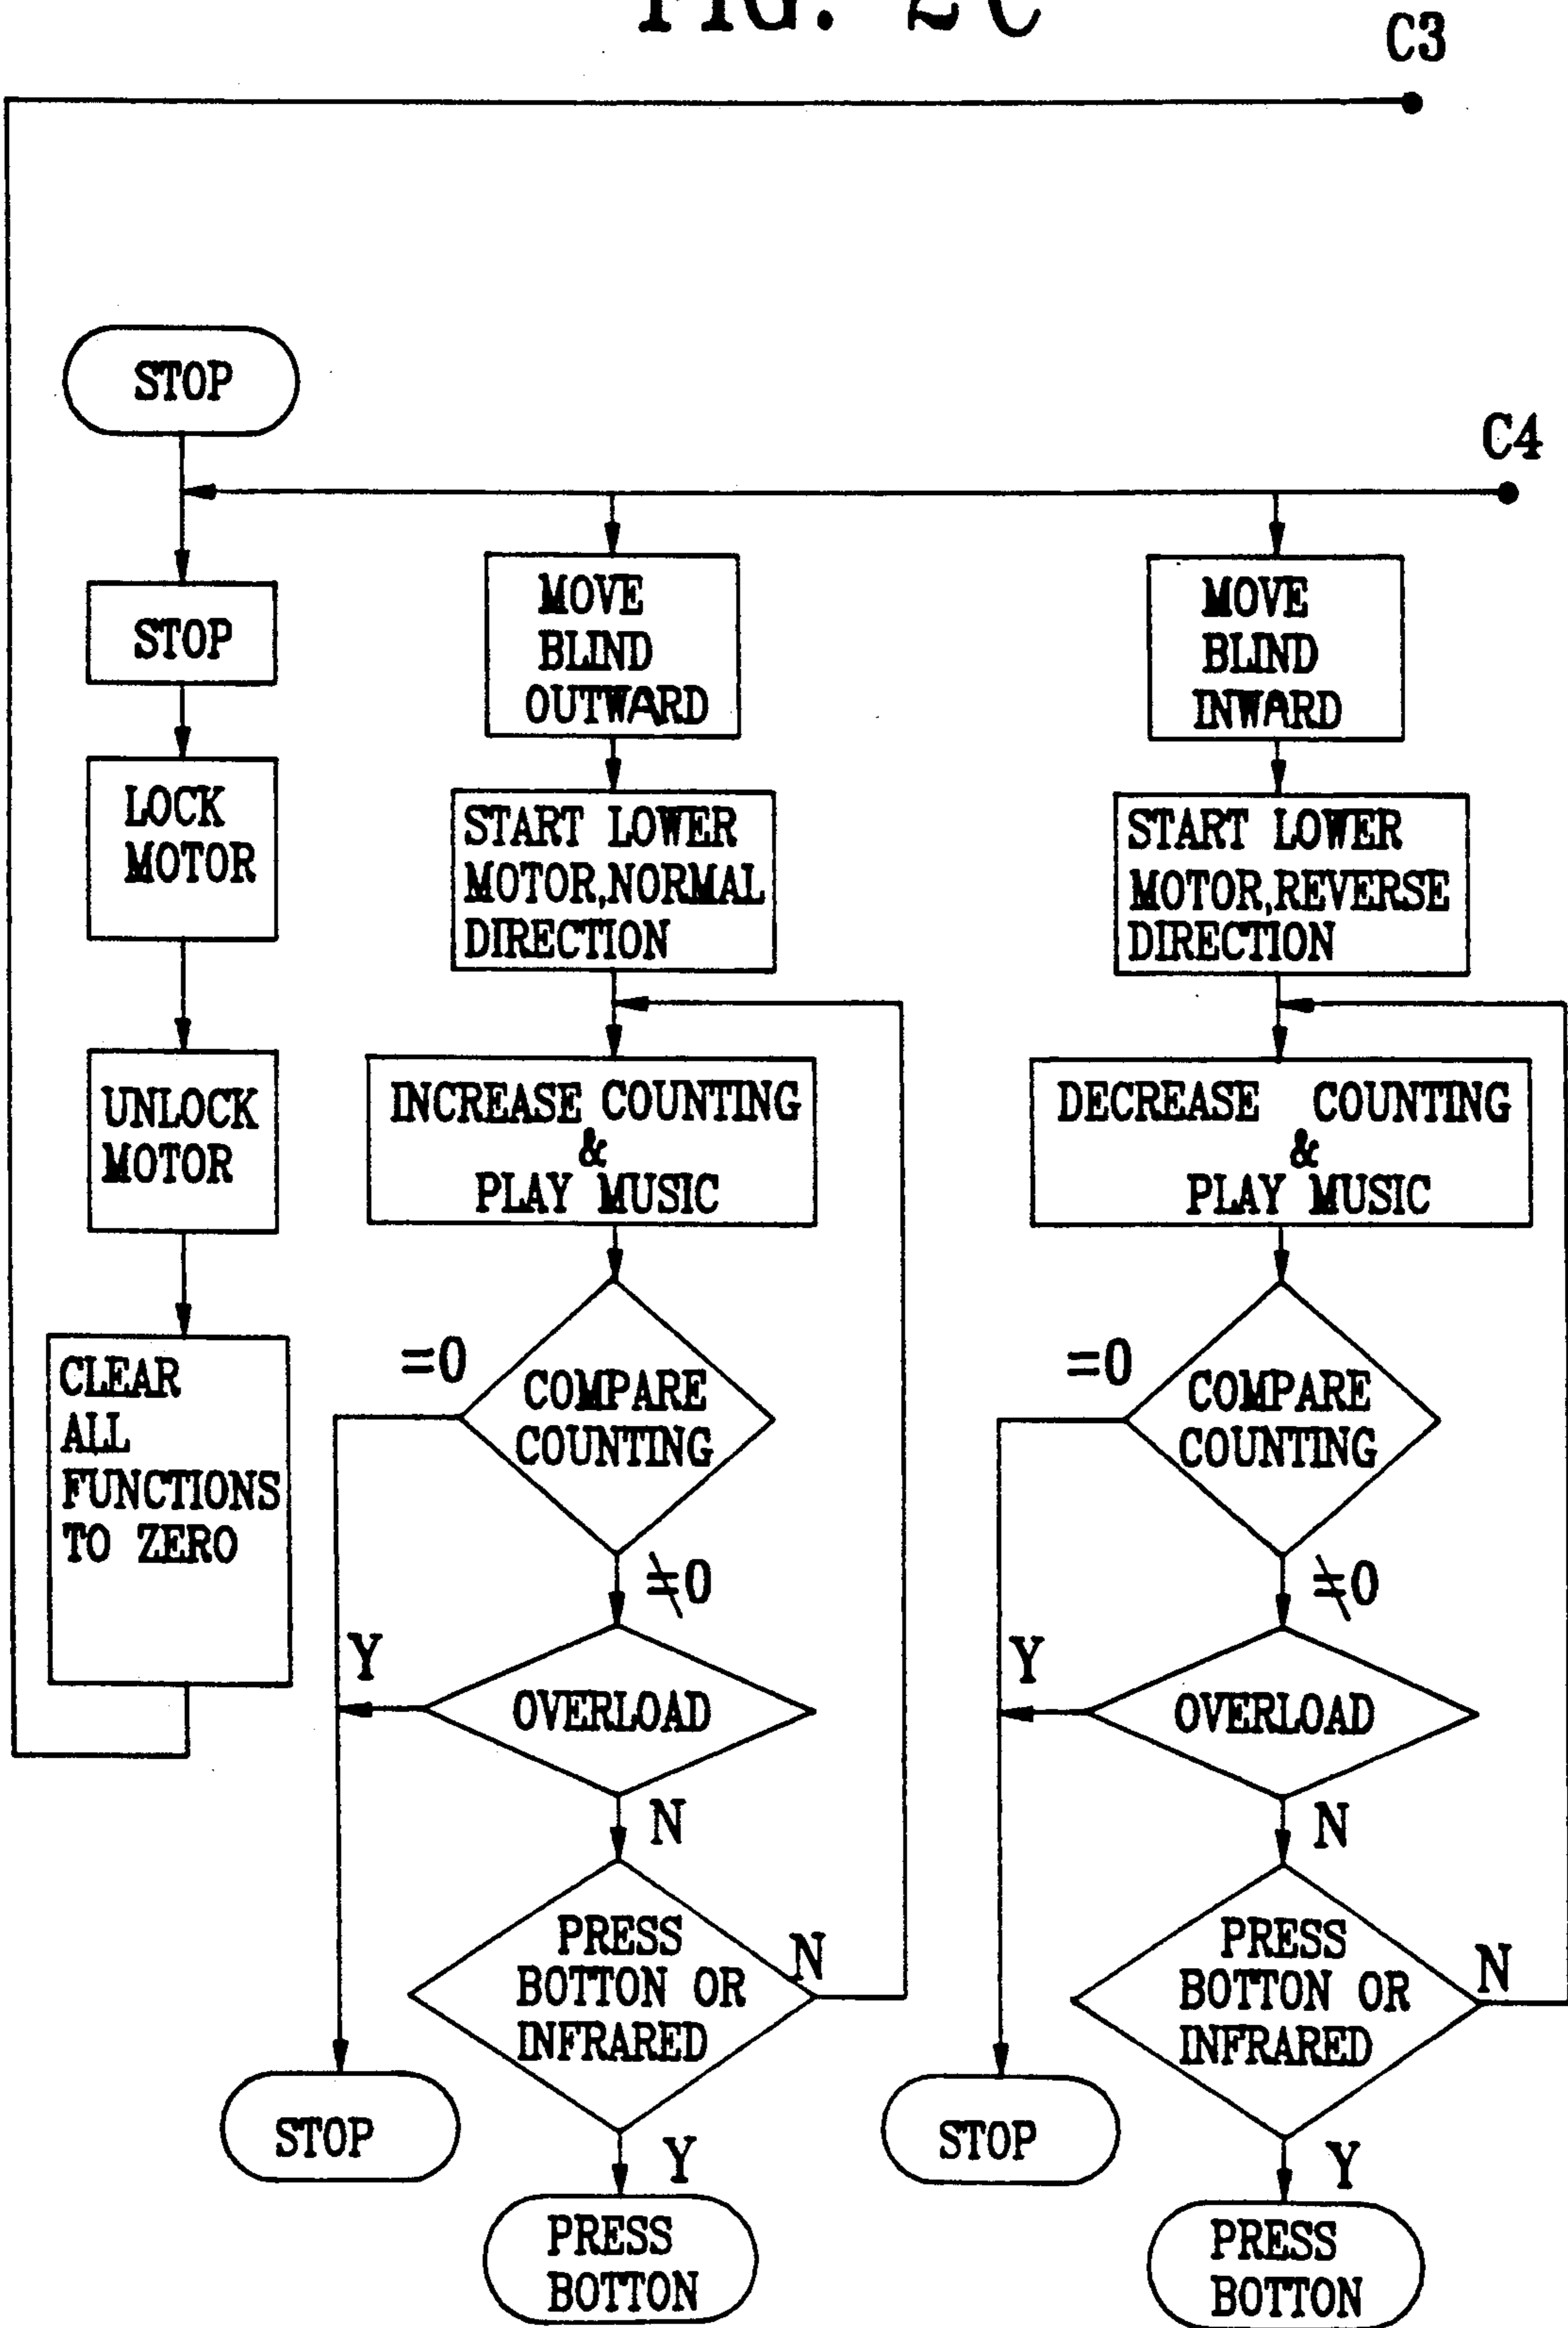 FIG. 2C
C3
STOP
C4
STOP
LOCK
MOTOR
UNLOCK
MOTOR
CLEAR
ALL
FUNCTIONS
TO ZERO
MOVE
BLIND
OUTWARD
START LOWER
MOTOR,NORMAL
DIRECTION
INCREASE COUNTING
&
PLAY MUSIC
=0
COMPARE
COUNTING
≠0
Y
OVERLOAD
N
PRESS
BOTTON OR
INFRARED
N
STOP
Y
PRESS
BOTTON
MOVE
BLIND
INWARD
START LOWER
MOTOR,REVERSE
DIRECTION
DECREASE COUNTING
&
PLAY MUSIC
=0
COMPARE
COUNTING
≠0
Y
OVERLOAD
N
PRESS
BOTTON OR
INFRARED
N
STOP
Y
PRESS
BOTTON